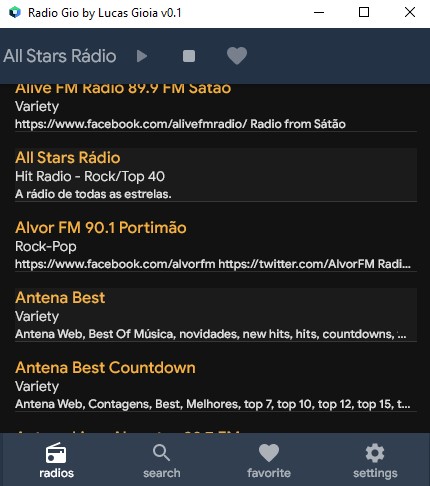 Radio Gio by Lucas Gioia v0.1
All Stars Rádio
Alive FM Radio 89.9 FM Satao
Variety
https://www.facebook.com/alivefmradio/ Radio from Sátão
All Stars Rádio
Hit Radio - Rock/Top 40
A rádio de todas as estrelas.
Alvor FM 90.1 Portimão
Rock-Pop
https://www.facebook.com/alvorfm https://twitter.com/AlvorFM Radi...
Antena Best
Variety
Antena Web, Best Of Música, novidades, new hits, hits, countdowns, ...
Antena Best Countdown
Variety
Antena Web, Contagens, Best, Melhores, top 7, top 10, top 12, top 15, t...
radios
search
favorite
settings